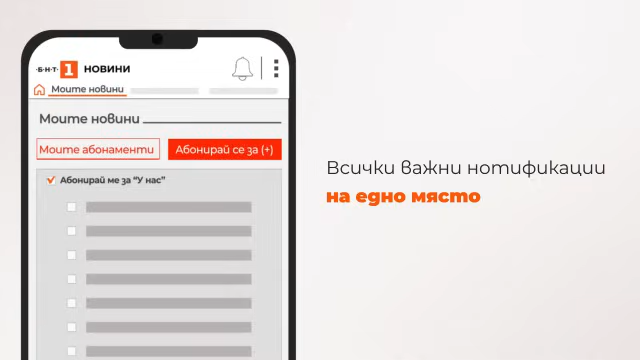 ·Б·Н·Т· 1 НОВИНИ
Моите новини
Моите новини
Моите абонаменти
Абонирай се за (+)
Абонирай ме за “У нас”
Всички важни нотификации
на едно място